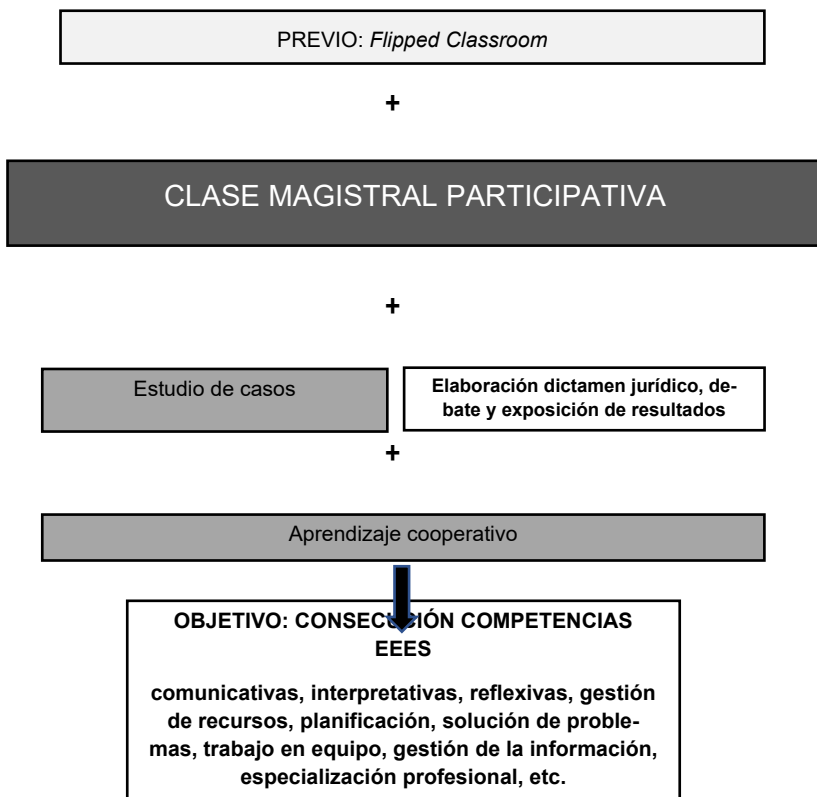 PREVIO: Flipped Classroom
+
CLASE MAGISTRAL PARTICIPATIVA
+
Estudio de casos
Elaboración dictamen jurídico, de-
bate y exposición de resultados
+
Aprendizaje cooperativo
OBJETIVO: CONSECUCIÓN COMPETENCIAS
EEES
comunicativas, interpretativas, reflexivas, gestión
de recursos, planificación, solución de proble-
mas, trabajo en equipo, gestión de la información,
especialización profesional, etc.